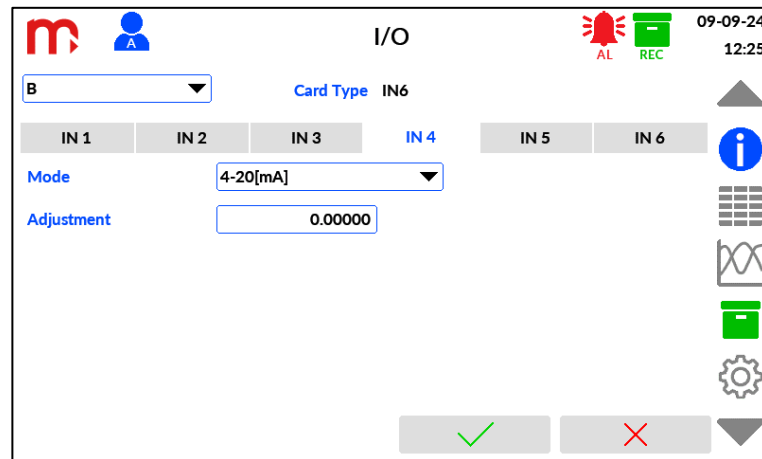 I/O
AL REC
09-09-24
12:25
A
B
Card Type IN6
IN 1 IN 2 IN 3 IN 4 IN 5 IN 6
Mode 4-20[mA]
Adjustment 0.00000